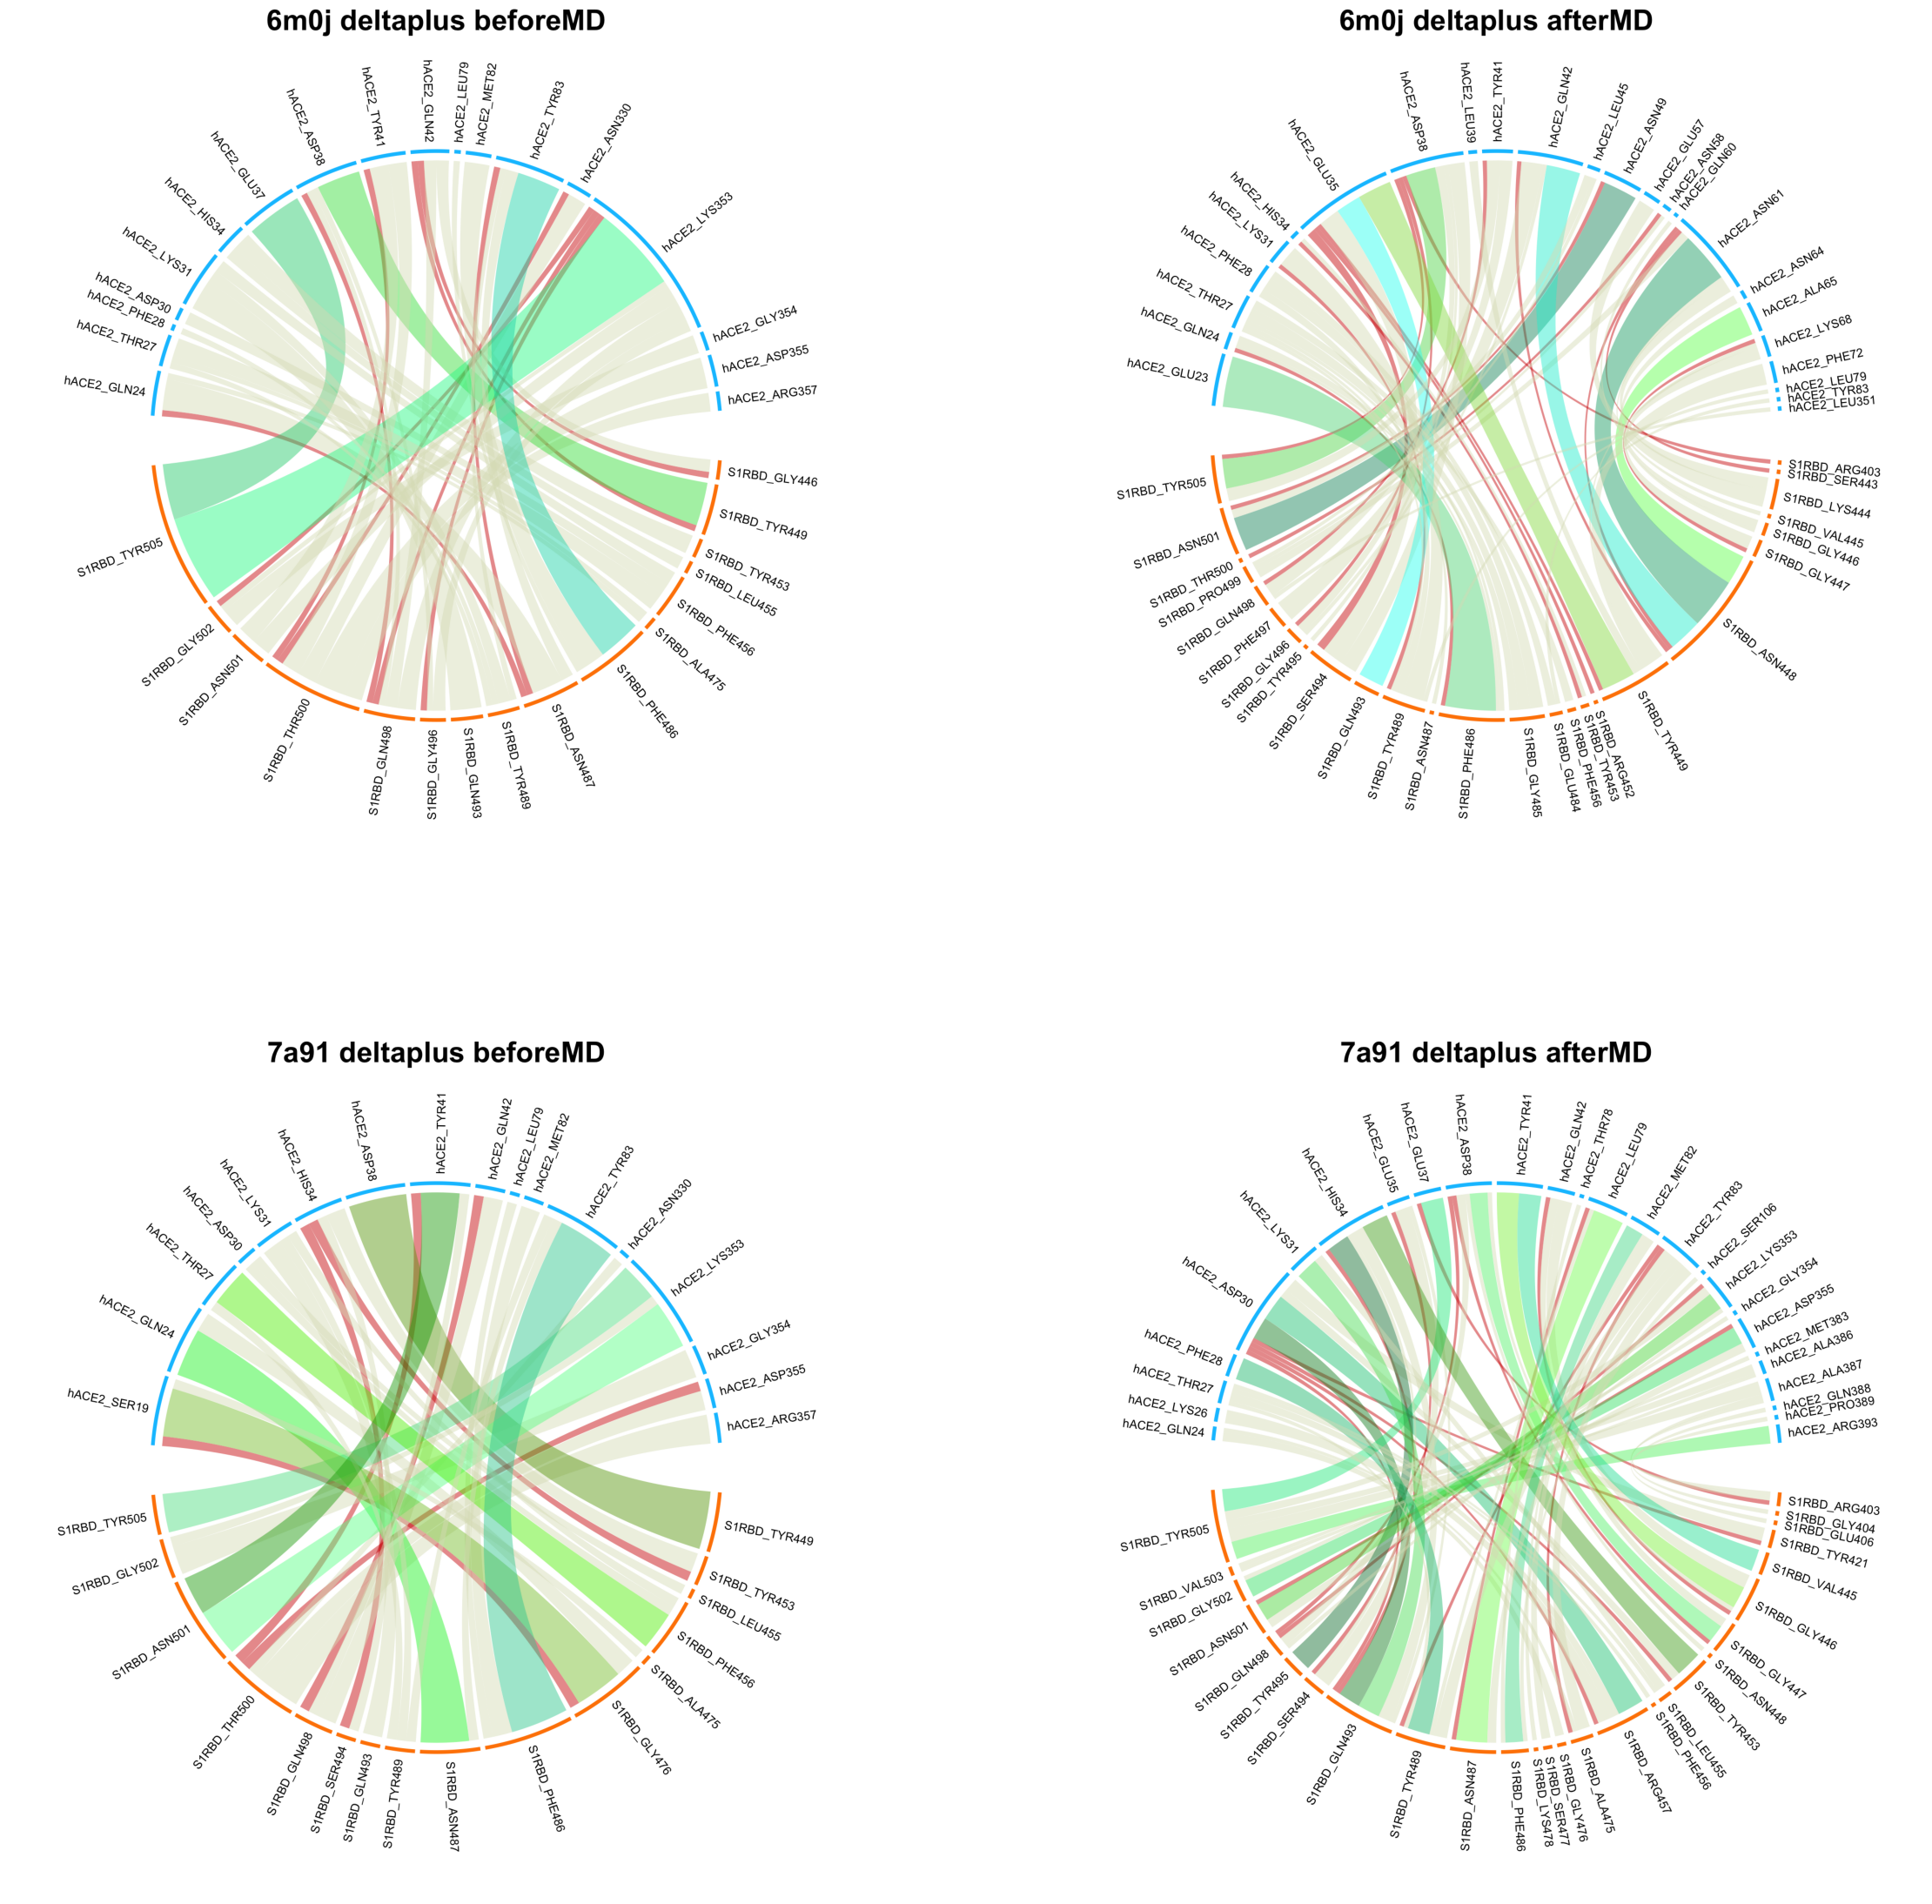 6m0j deltaplus beforeMD
hACE2_GLN24
hACE2_THR27
hACE2_PHE28
hACE2_ASP30
hACE2_LYS31
hACE2_HIS34
hACE2_GLU37
hACE2_ASP38
hACE2_TYR41
hACE2_GLN42
hACE2_LEU79
hACE2_MET82
hACE2_TYR83
hACE2_ASN330
hACE2_LYS353
hACE2_GLY354
hACE2_ASP355
hACE2_ARG357
S1RBD_GLY446
S1RBD_TYR449
S1RBD_TYR453
S1RBD_LEU455
S1RBD_PHE456
S1RBD_ALA475
S1RBD_PHE486
S1RBD_ASN487
S1RBD_TYR489
S1RBD_GLN493
S1RBD_GLY496
S1RBD_GLN498
S1RBD_THR500
S1RBD_ASN501
S1RBD_GLY502
S1RBD_TYR505
6m0j deltaplus afterMD
hACE2_GLU23
hACE2_GLN24
hACE2_THR27
hACE2_PHE28
hACE2_LYS31
hACE2_HIS34
hACE2_GLU35
hACE2_ASP38
hACE2_LEU39
hACE2_TYR41
hACE2_GLN42
hACE2_LEU45
hACE2_ASN49
hACE2_GLU57
hACE2_ASN58
hACE2_GLN60
hACE2_ASN61
hACE2_ASN64
hACE2_ALA65
hACE2_LYS68
hACE2_PHE72
hACE2_LEU79
hACE2_TYR83
hACE2_LEU351
S1RBD_ARG403
S1RBD_SER443
S1RBD_LYS444
S1RBD_VAL445
S1RBD_GLY446
S1RBD_GLY447
S1RBD_ASN448
S1RBD_TYR449
S1RBD_ARG452
S1RBD_TYR453
S1RBD_PHE456
S1RBD_GLU484
S1RBD_GLY485
S1RBD_PHE486
S1RBD_ASN487
S1RBD_TYR489
S1RBD_GLN493
S1RBD_SER494
S1RBD_TYR495
S1RBD_GLY496
S1RBD_PHE497
S1RBD_GLN498
S1RBD_PRO499
S1RBD_THR500
S1RBD_ASN501
S1RBD_TYR505
7a91 deltaplus beforeMD
hACE2_SER19
hACE2_GLN24
hACE2_THR27
hACE2_ASP30
hACE2_LYS31
hACE2_HIS34
hACE2_ASP38
hACE2_TYR41
hACE2_GLN42
hACE2_LEU79
hACE2_MET82
hACE2_TYR83
hACE2_ASN330
hACE2_LYS353
hACE2_GLY354
hACE2_ASP355
hACE2_ARG357
S1RBD_TYR449
S1RBD_TYR453
S1RBD_LEU455
S1RBD_PHE456
S1RBD_ALA475
S1RBD_GLY476
S1RBD_PHE486
S1RBD_ASN487
S1RBD_TYR489
S1RBD_GLN493
S1RBD_SER494
S1RBD_GLN498
S1RBD_THR500
S1RBD_ASN501
S1RBD_GLY502
S1RBD_TYR505
7a91 deltaplus afterMD
hACE2_GLN24
hACE2_LYS26
hACE2_THR27
hACE2_PHE28
hACE2_ASP30
hACE2_LYS31
hACE2_HIS34
hACE2_GLU35
hACE2_GLU37
hACE2_ASP38
hACE2_TYR41
hACE2_GLN42
hACE2_THR78
hACE2_LEU79
hACE2_MET82
hACE2_TYR83
hACE2_SER106
hACE2_LYS353
hACE2_GLY354
hACE2_ASP355
hACE2_MET383
hACE2_ALA386
hACE2_ALA387
hACE2_GLN388
hACE2_PRO389
hACE2_ARG393
S1RBD_ARG403
S1RBD_GLY404
S1RBD_GLU406
S1RBD_TYR421
S1RBD_VAL445
S1RBD_GLY446
S1RBD_GLY447
S1RBD_ASN448
S1RBD_TYR453
S1RBD_LEU455
S1RBD_PHE456
S1RBD_ARG457
S1RBD_ALA475
S1RBD_GLY476
S1RBD_SER477
S1RBD_LYS478
S1RBD_PHE486
S1RBD_ASN487
S1RBD_TYR489
S1RBD_GLN493
S1RBD_SER494
S1RBD_TYR495
S1RBD_GLN498
S1RBD_ASN501
S1RBD_GLY502
S1RBD_VAL503
S1RBD_TYR505